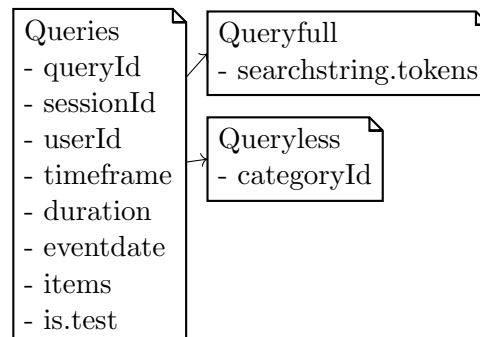 Queries
- queryId
- sessionId
- userId
- timeframe
- duration
- eventdate
- items
- is.test
Queryfull
- searchstring.tokens
Queryless
- categoryId